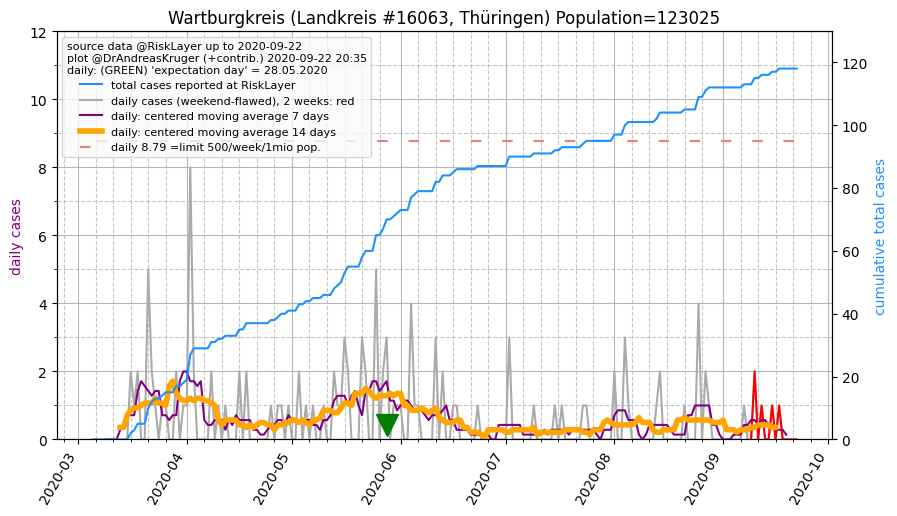 Wartburgkreis (Landkreis #16063, Thüringen) Population=123025
source data @RiskLayer up to 2020-09-22
plot @DrAndreasKruger (+contrib.) 2020-09-22 20:35
daily: (GREEN) 'expectation day' = 28.05.2020
total cases reported at RiskLayer
daily cases (weekend-flawed), 2 weeks: red
daily: centered moving average 7 days
daily: centered moving average 14 days
daily 8.79 =limit 500/week/1mio pop.
daily cases
12
10
8
6
4
2
0
cumulative total cases
120
100
80
60
40
20
0
2020-03
2020-04
2020-05
2020-06
2020-07
2020-08
2020-09
2020-10